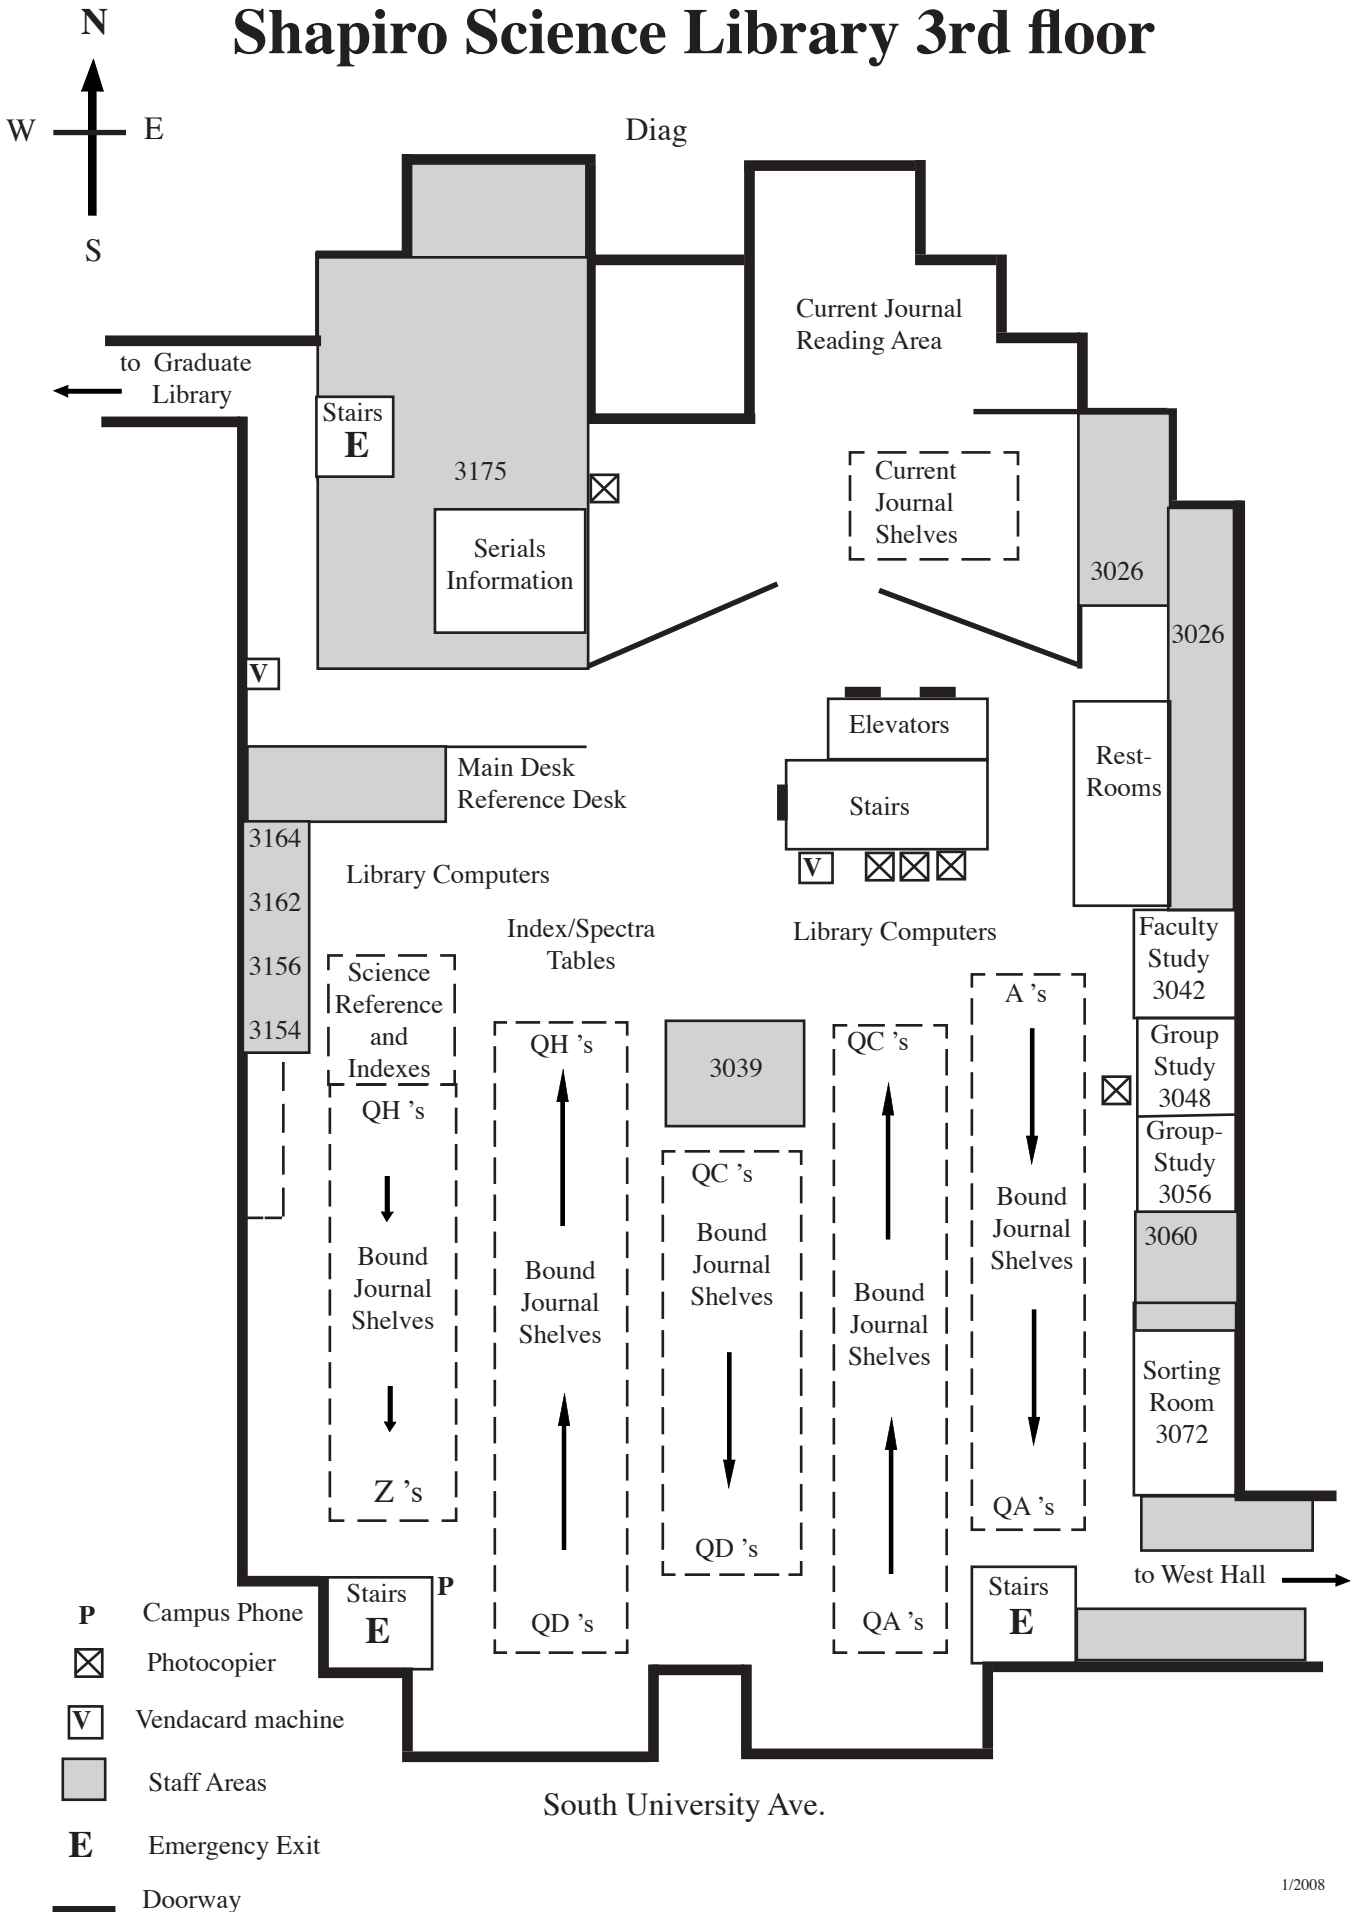 Shapiro Science Library 3rd floor
N
W
E
S
Diag
Current Journal
Reading Area
to Graduate
Library
Stairs
E
3175
Serials
Information
Current
Journal
Shelves
3026
3026
V
Elevators
Stairs
Rest-
Rooms
Main Desk
Reference Desk
V
3164
3162
3156
3154
Library Computers
Index/Spectra
Tables
Library Computers
Faculty
Study
3042
Group
Study
3048
Group-
Study
3056
3060
Sorting
Room
3072
Science
Reference
and
Indexes
QH 's
Bound
Journal
Shelves
Z 's
QH 's
Bound
Journal
Shelves
QD 's
3039
QC 's
Bound
Journal
Shelves
QD 's
QC 's
Bound
Journal
Shelves
QA 's
A 's
Bound
Journal
Shelves
QA 's
to West Hall
Stairs
E
P
Stairs
E
P Campus Phone
Photocopier
V Vendacard machine
Staff Areas
E Emergency Exit
Doorway
South University Ave.
1/2008